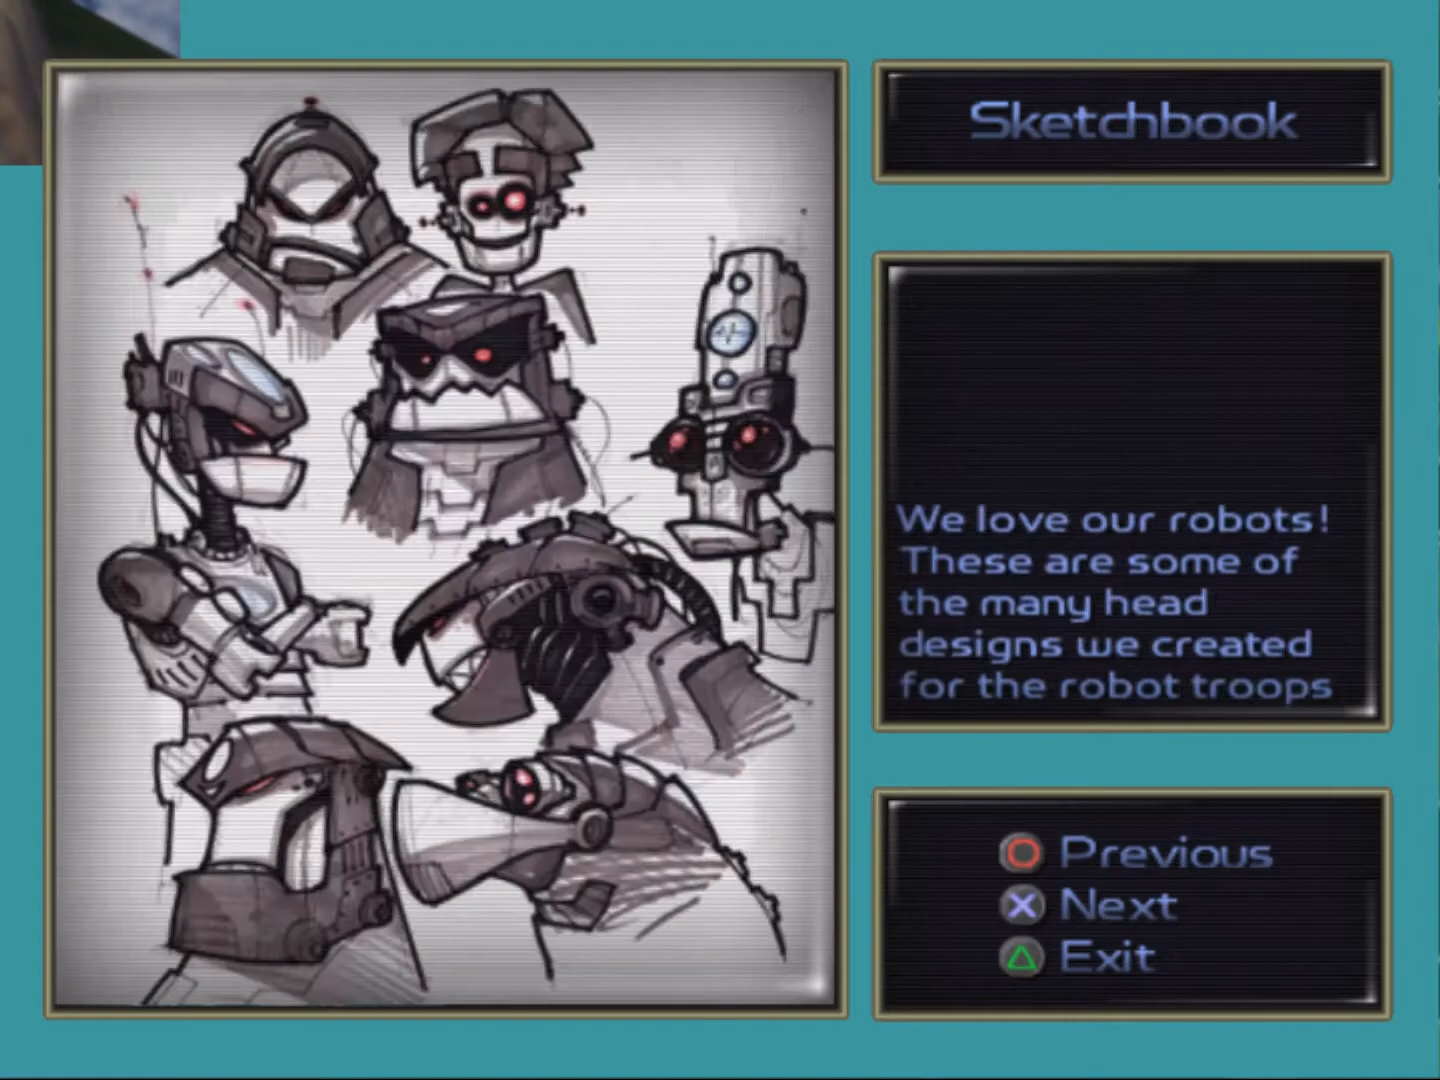 Sketchbook
We love our robots!
These are some of
the many head
designs we created
for the robot troops
Previous
Next
Exit